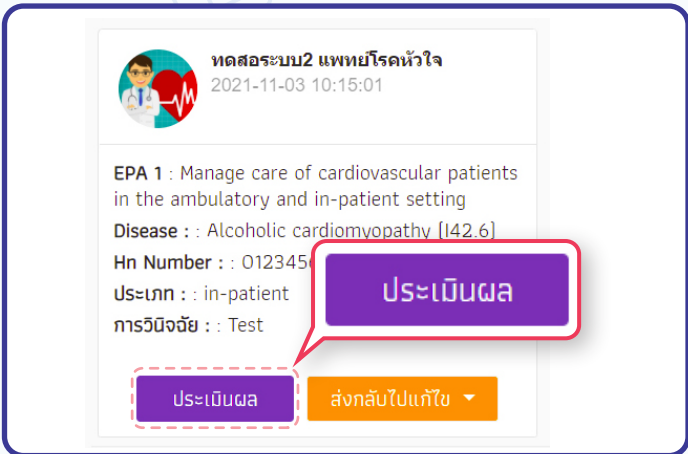 ทดสอระบบ2 แพทย์โรคหัวใจ
2021-11-03 10:15:01
EPA 1 : Manage care of cardiovascular patients
in the ambulatory and in-patient setting
Disease : : Alcoholic cardiomyopathy (I42.6)
Hn Number : : 0123456
ประเภท : : in-patient
การวินิจฉัย : : Test
ประเมินผล
ประเมินผล
ส่งกลับไปแก้ไข